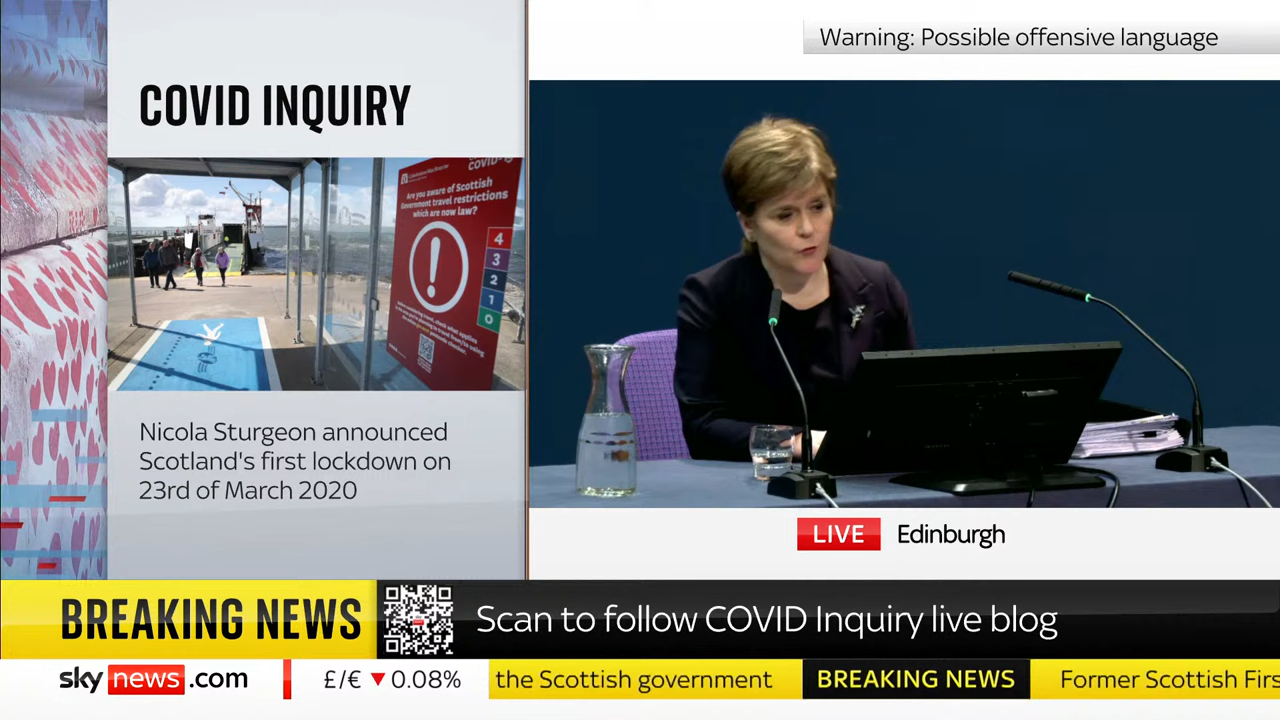 Warning: Possible offensive language
COVID INQUIRY
COVID-
Are you aware of Scottish
Government travel restrictions
which are now law?
4
3
2
1
0
Nicola Sturgeon announced
Scotland's first lockdown on
23rd of March 2020
LIVE Edinburgh
BREAKING NEWS
Scan to follow COVID Inquiry live blog
sky news .com
£/€ ▼ 0.08%
the Scottish government
BREAKING NEWS
Former Scottish Firs